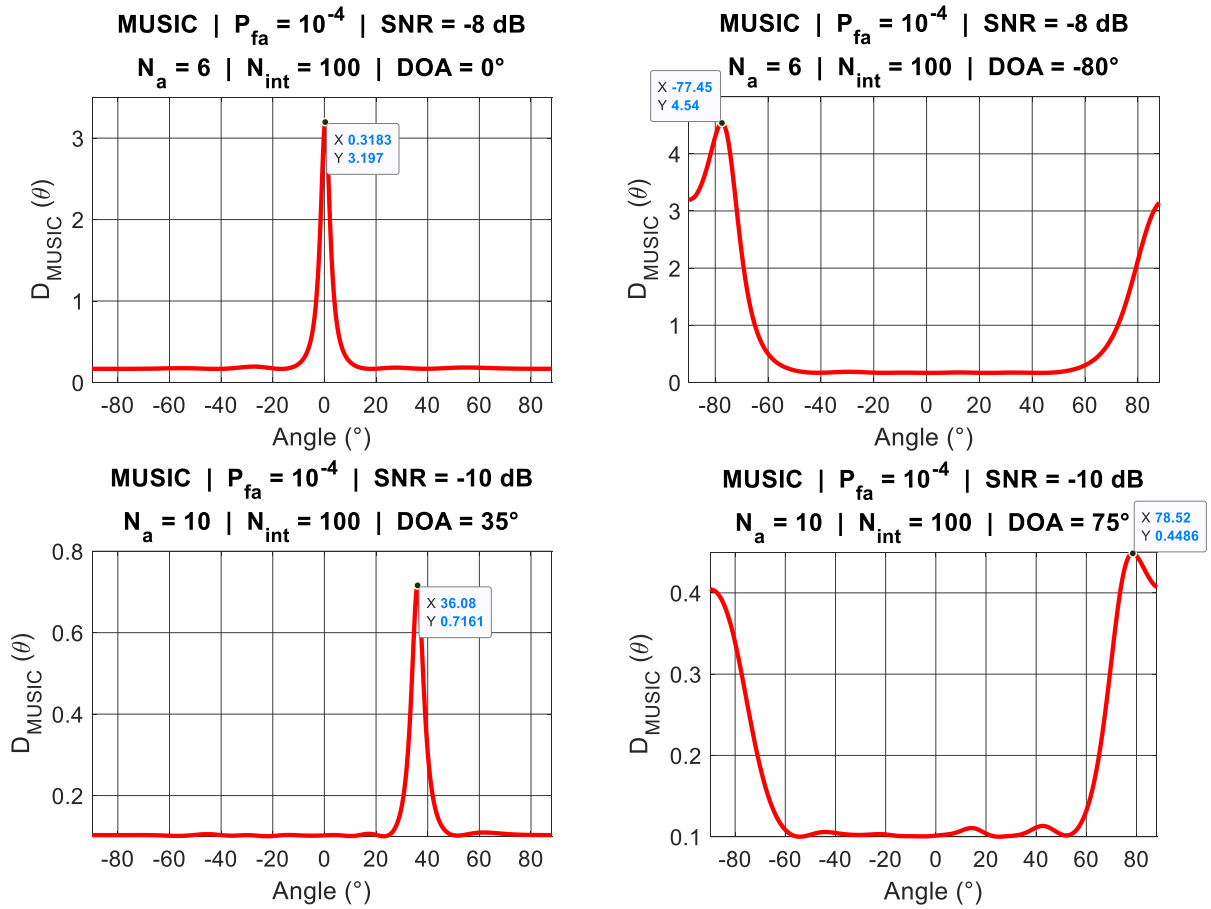 MUSIC | Pfa = 10-4 | SNR = -8 dB
Na = 6 | Nint = 100 | DOA = 0°
X 0.3183
Y 3.197
DMUSIC (θ)
3
2
1
0
-80 -60 -40 -20 0 20 40 60 80
Angle (°)
MUSIC | Pfa = 10-4 | SNR = -8 dB
Na = 6 | Nint = 100 | DOA = -80°
X -77.45
Y 4.54
DMUSIC (θ)
4
3
2
1
0
-80 -60 -40 -20 0 20 40 60 80
Angle (°)
MUSIC | Pfa = 10-4 | SNR = -10 dB
Na = 10 | Nint = 100 | DOA = 35°
X 36.08
Y 0.7161
DMUSIC (θ)
0.8
0.6
0.4
0.2
-80 -60 -40 -20 0 20 40 60 80
Angle (°)
MUSIC | Pfa = 10-4 | SNR = -10 dB
Na = 10 | Nint = 100 | DOA = 75°
X 78.52
Y 0.4486
DMUSIC (θ)
0.4
0.3
0.2
0.1
-80 -60 -40 -20 0 20 40 60 80
Angle (°)